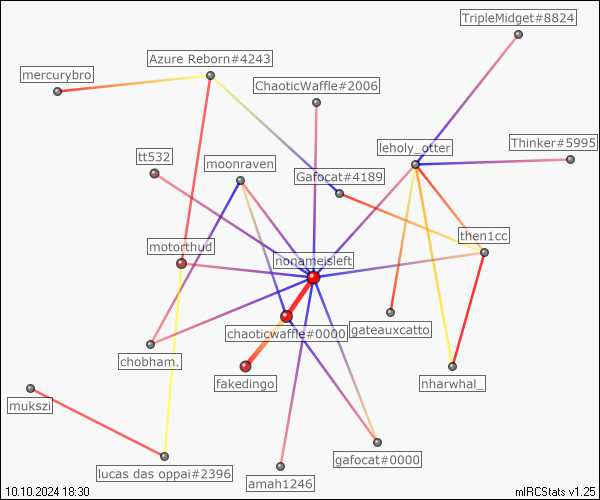 TripleMidget#8824
Azure Reborn#4243
mercurybro
ChaoticWaffle#2006
Thinker#5995
leholy_otter
tt532
moonraven
Gafocat#4189
then1cc
motorthud
nonameisleft
gateauxcatto
chaoticwaffle#0000
chobham.
fakedingo
nharwhal_
mukszi
gafocat#0000
lucas das oppai#2396
amah1246
10.10.2024 18:30
mIRCStats v1.25